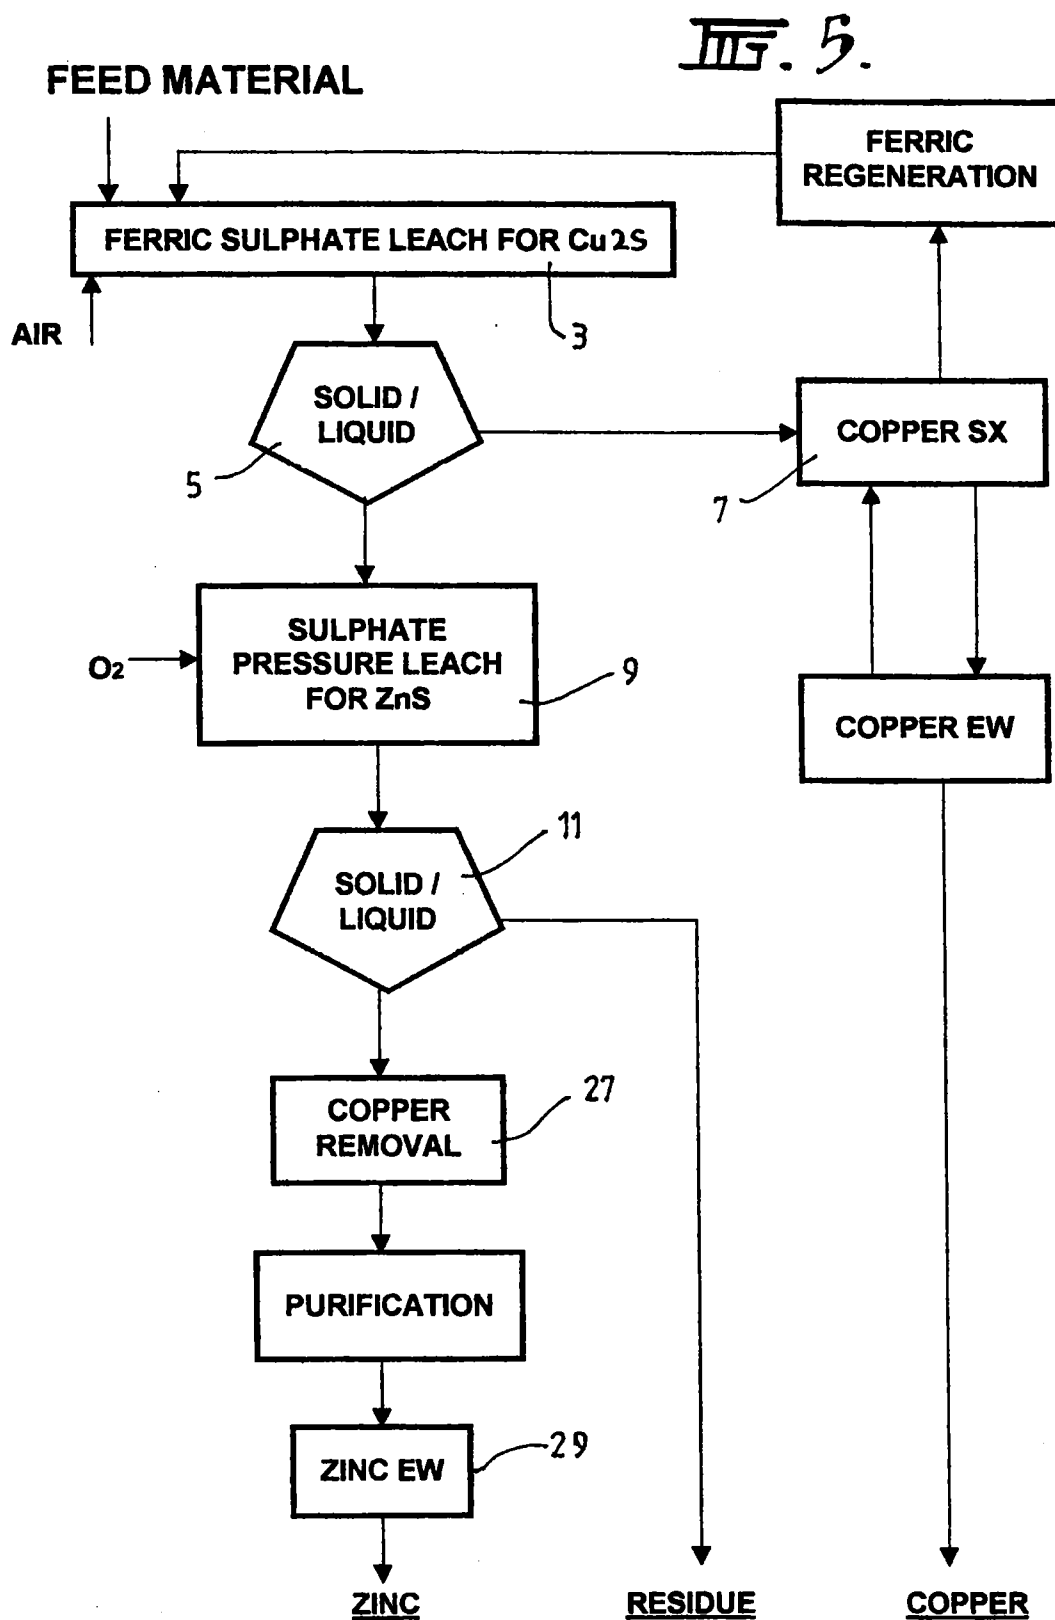 FIG. 5.
FEED MATERIAL
FERRIC
REGENERATION
FERRIC SULPHATE LEACH FOR Cu2S
AIR
3
SOLID /
LIQUID
5
COPPER SX
7
SULPHATE
PRESSURE LEACH
FOR ZnS
O2
9
COPPER EW
11
SOLID /
LIQUID
COPPER
REMOVAL
27
PURIFICATION
ZINC EW
29
ZINC
RESIDUE
COPPER